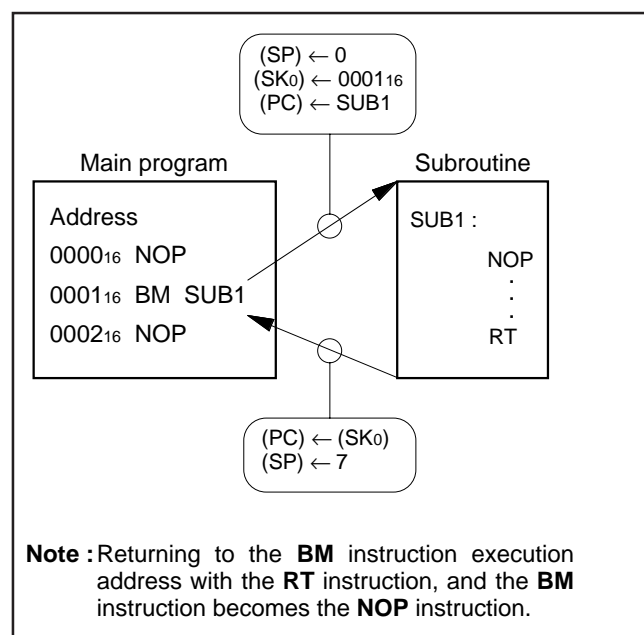 (SP) ← 0
(SK0) ← 000116
(PC) ← SUB1
Main program
Subroutine
Address
000016 NOP
000116 BM SUB1
000216 NOP
SUB1 :
NOP
.
.
.
RT
(PC) ← (SK0)
(SP) ← 7
Note : Returning to the BM instruction execution
address with the RT instruction, and the BM
instruction becomes the NOP instruction.